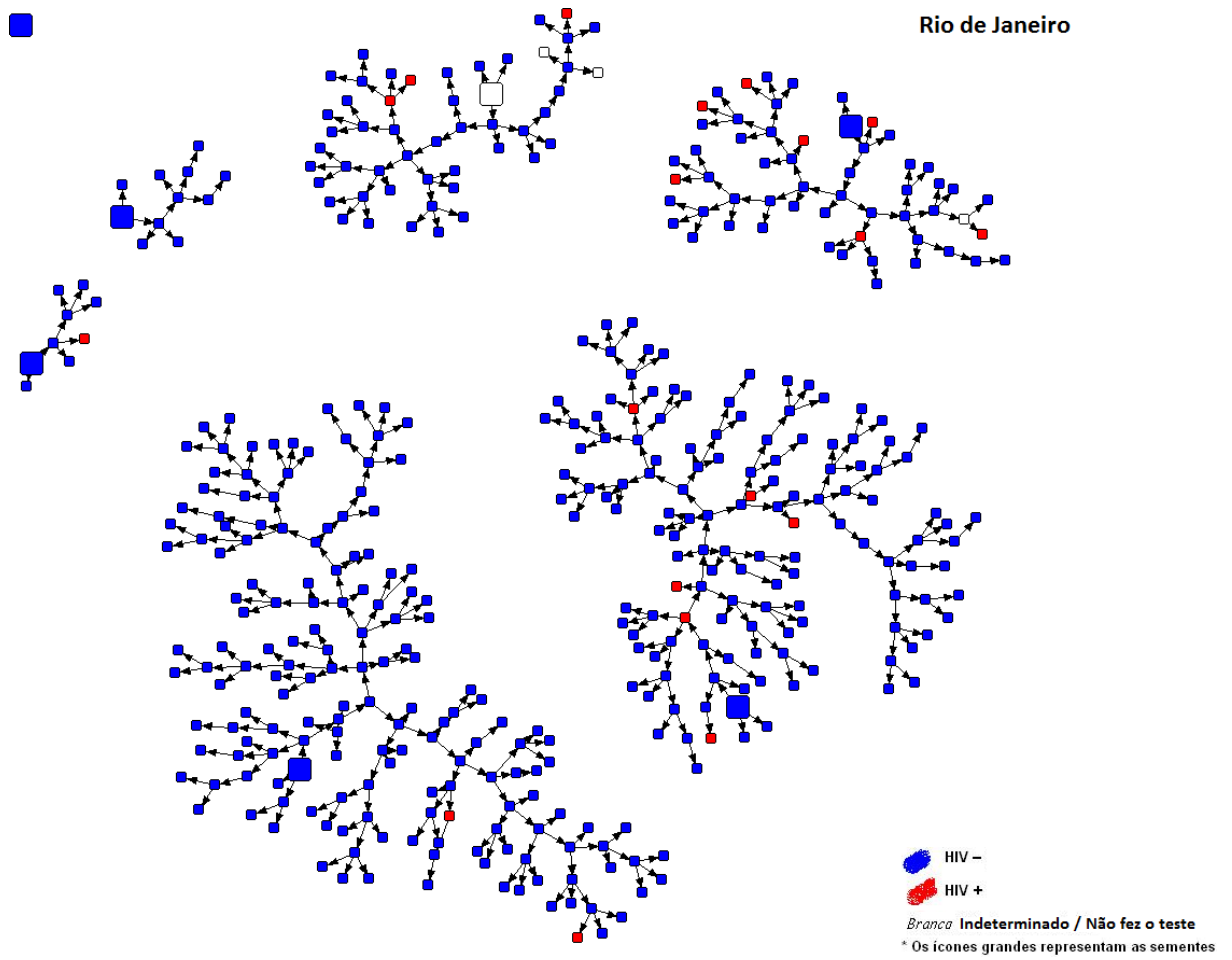 Rio de Janeiro
HIV –
HIV +
Branca Indeterminado / Não fez o teste
* Os ícones grandes representam as sementes